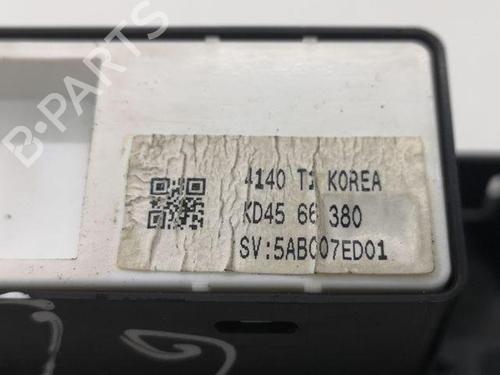 B-PARTS
4140 T1 KOREA
KD45 66 380
SV:5ABC07ED01